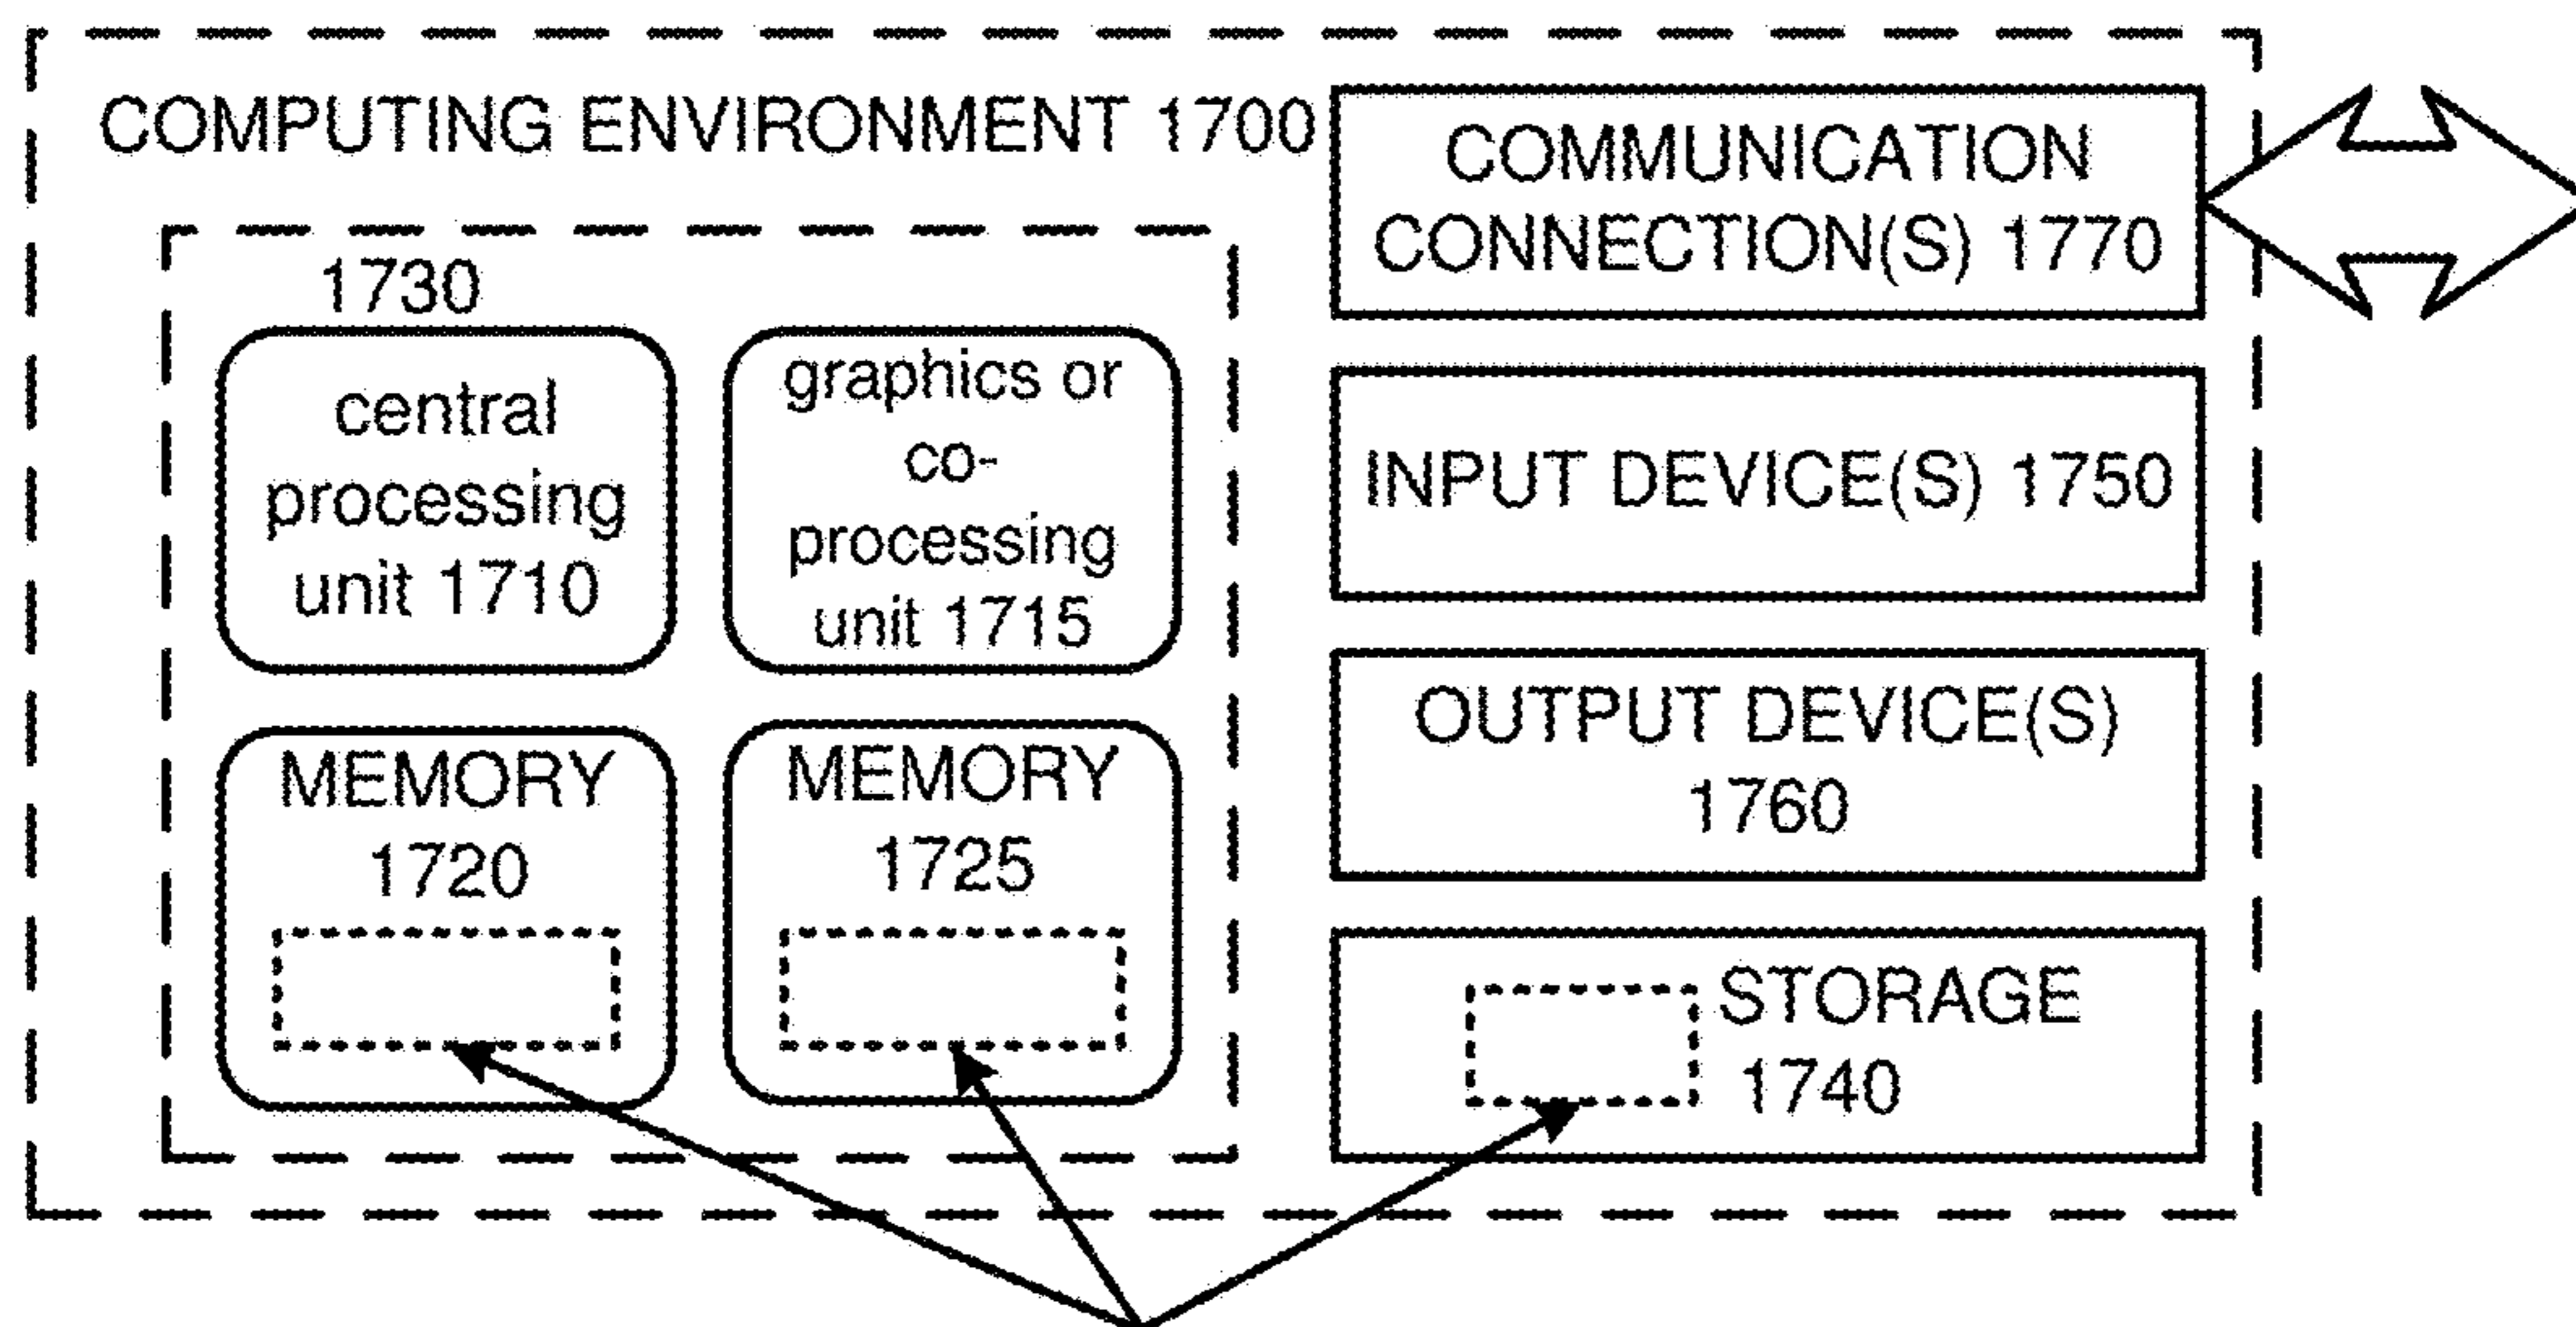 COMPUTING ENVIRONMENT 1700
1730
central
processing
unit 1710
graphics or
co-
processing
unit 1715
MEMORY
1720
MEMORY
1725
COMMUNICATION
CONNECTION(S) 1770
INPUT DEVICE(S) 1750
OUTPUT DEVICE(S)
1760
STORAGE
1740